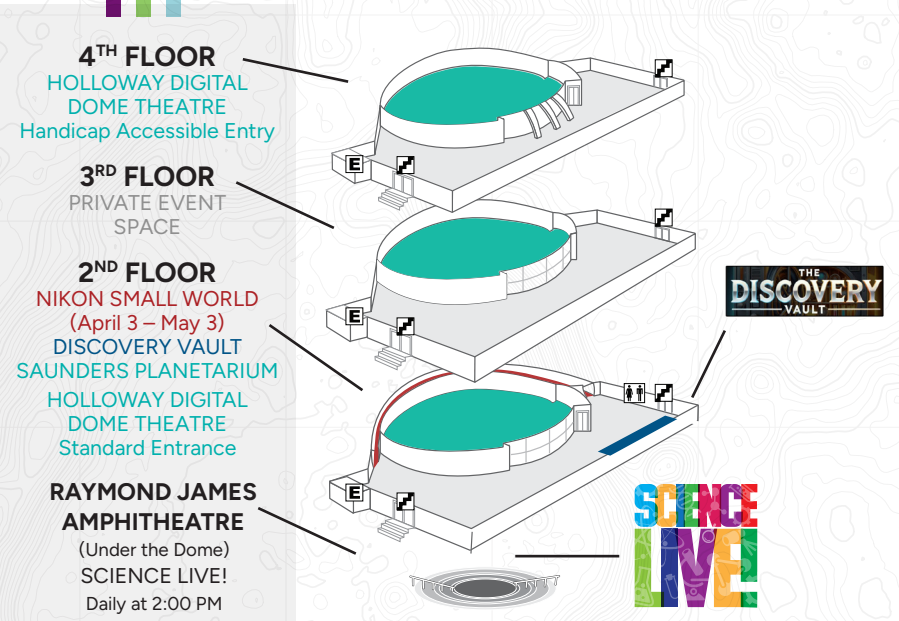 4TH FLOOR
HOLLOWAY DIGITAL
DOME THEATRE
Handicap Accessible Entry
3RD FLOOR
PRIVATE EVENT
SPACE
2ND FLOOR
NIKON SMALL WORLD
(April 3 – May 3)
DISCOVERY VAULT
SAUNDERS PLANETARIUM
HOLLOWAY DIGITAL
DOME THEATRE
Standard Entrance
RAYMOND JAMES
AMPHITHEATRE
(Under the Dome)
SCIENCE LIVE!
Daily at 2:00 PM
E
E
E
THE
DISCOVERY
VAULT
SCIENCE
LIVE!